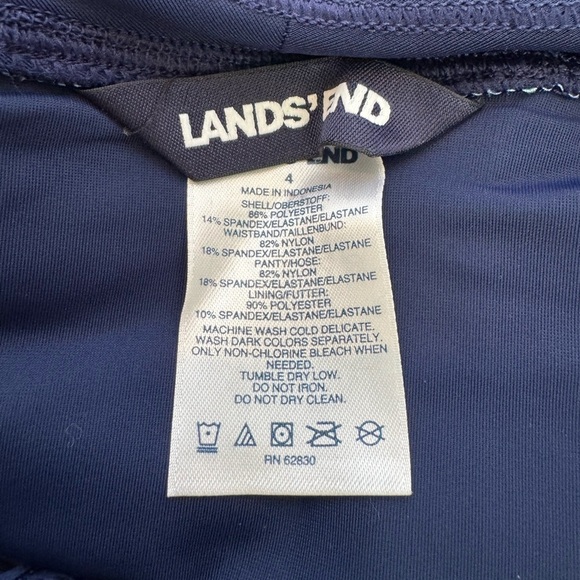 LANDS' END
END
4
MADE IN INDONESIA
SHELL/OBERSTOFF:
86% POLYESTER
14% SPANDEX/ELASTANE/ELASTANE
WAISTBAND/TAILLENBUND:
82% NYLON
18% SPANDEX/ELASTANE/ELASTANE
PANTY/HOSE:
82% NYLON
18% SPANDEX/ELASTANE/ELASTANE
LINING/FUTTER:
90% POLYESTER
10% SPANDEX/ELASTANE/ELASTANE
MACHINE WASH COLD DELICATE.
WASH DARK COLORS SEPARATELY.
ONLY NON-CHLORINE BLEACH WHEN
NEEDED.
TUMBLE DRY LOW.
DO NOT IRON.
DO NOT DRY CLEAN.
RN 62830